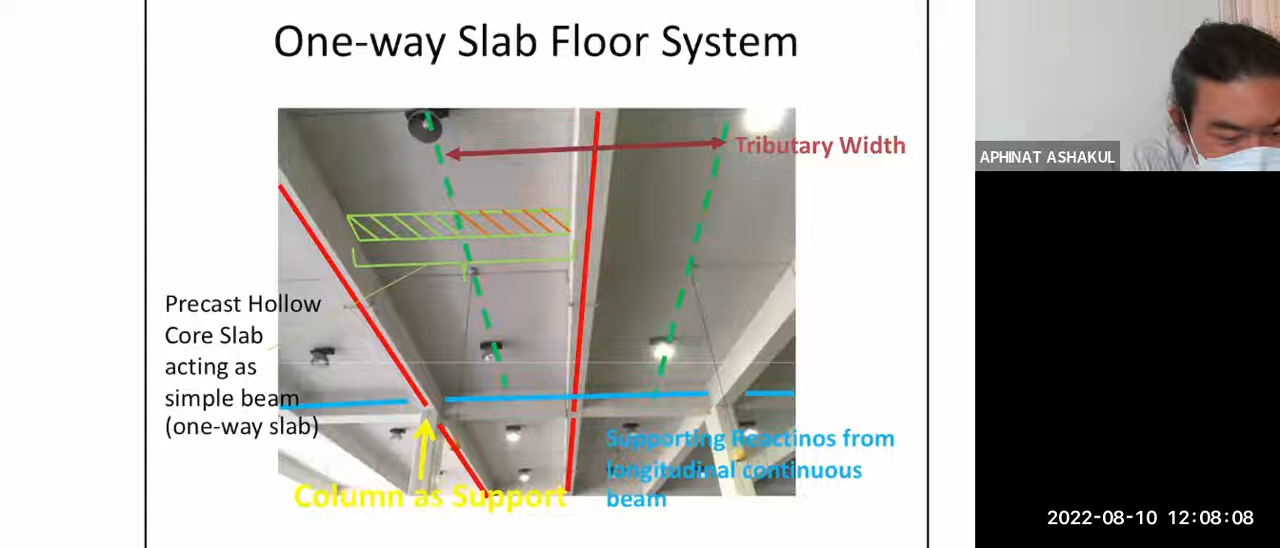 One-way Slab Floor System
Tributary Width
APHINAT ASHAKUL
Precast Hollow
Core Slab
acting as
simple beam
(one-way slab)
Supporting Reactinos from
longitudinal continuous
beam
Column as Support
2022-08-10 12:08:08